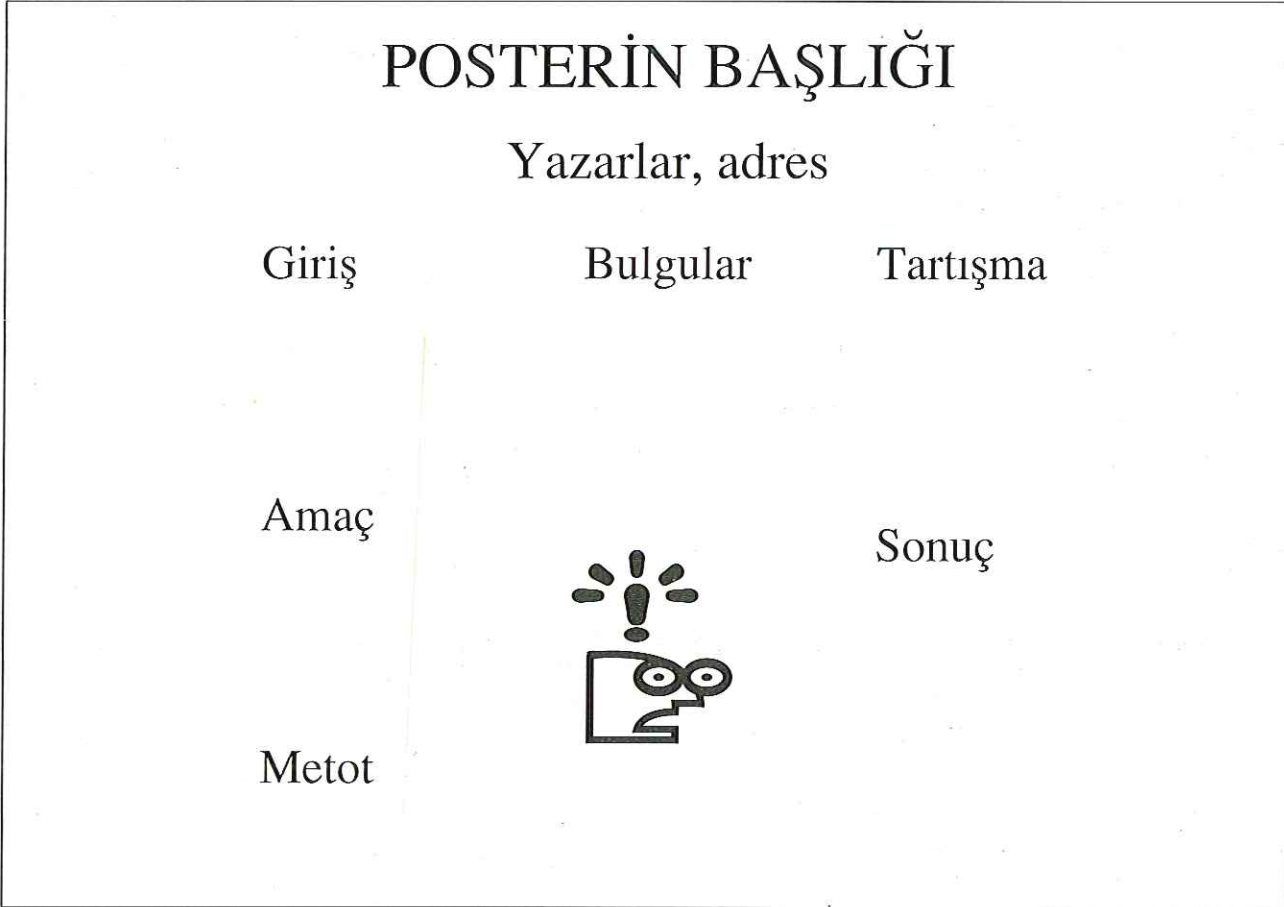 POSTERİN BAŞLIĞI
Yazarlar, adres
Giriş
Amaç
Metot
Bulgular
Tartışma
Sonuç